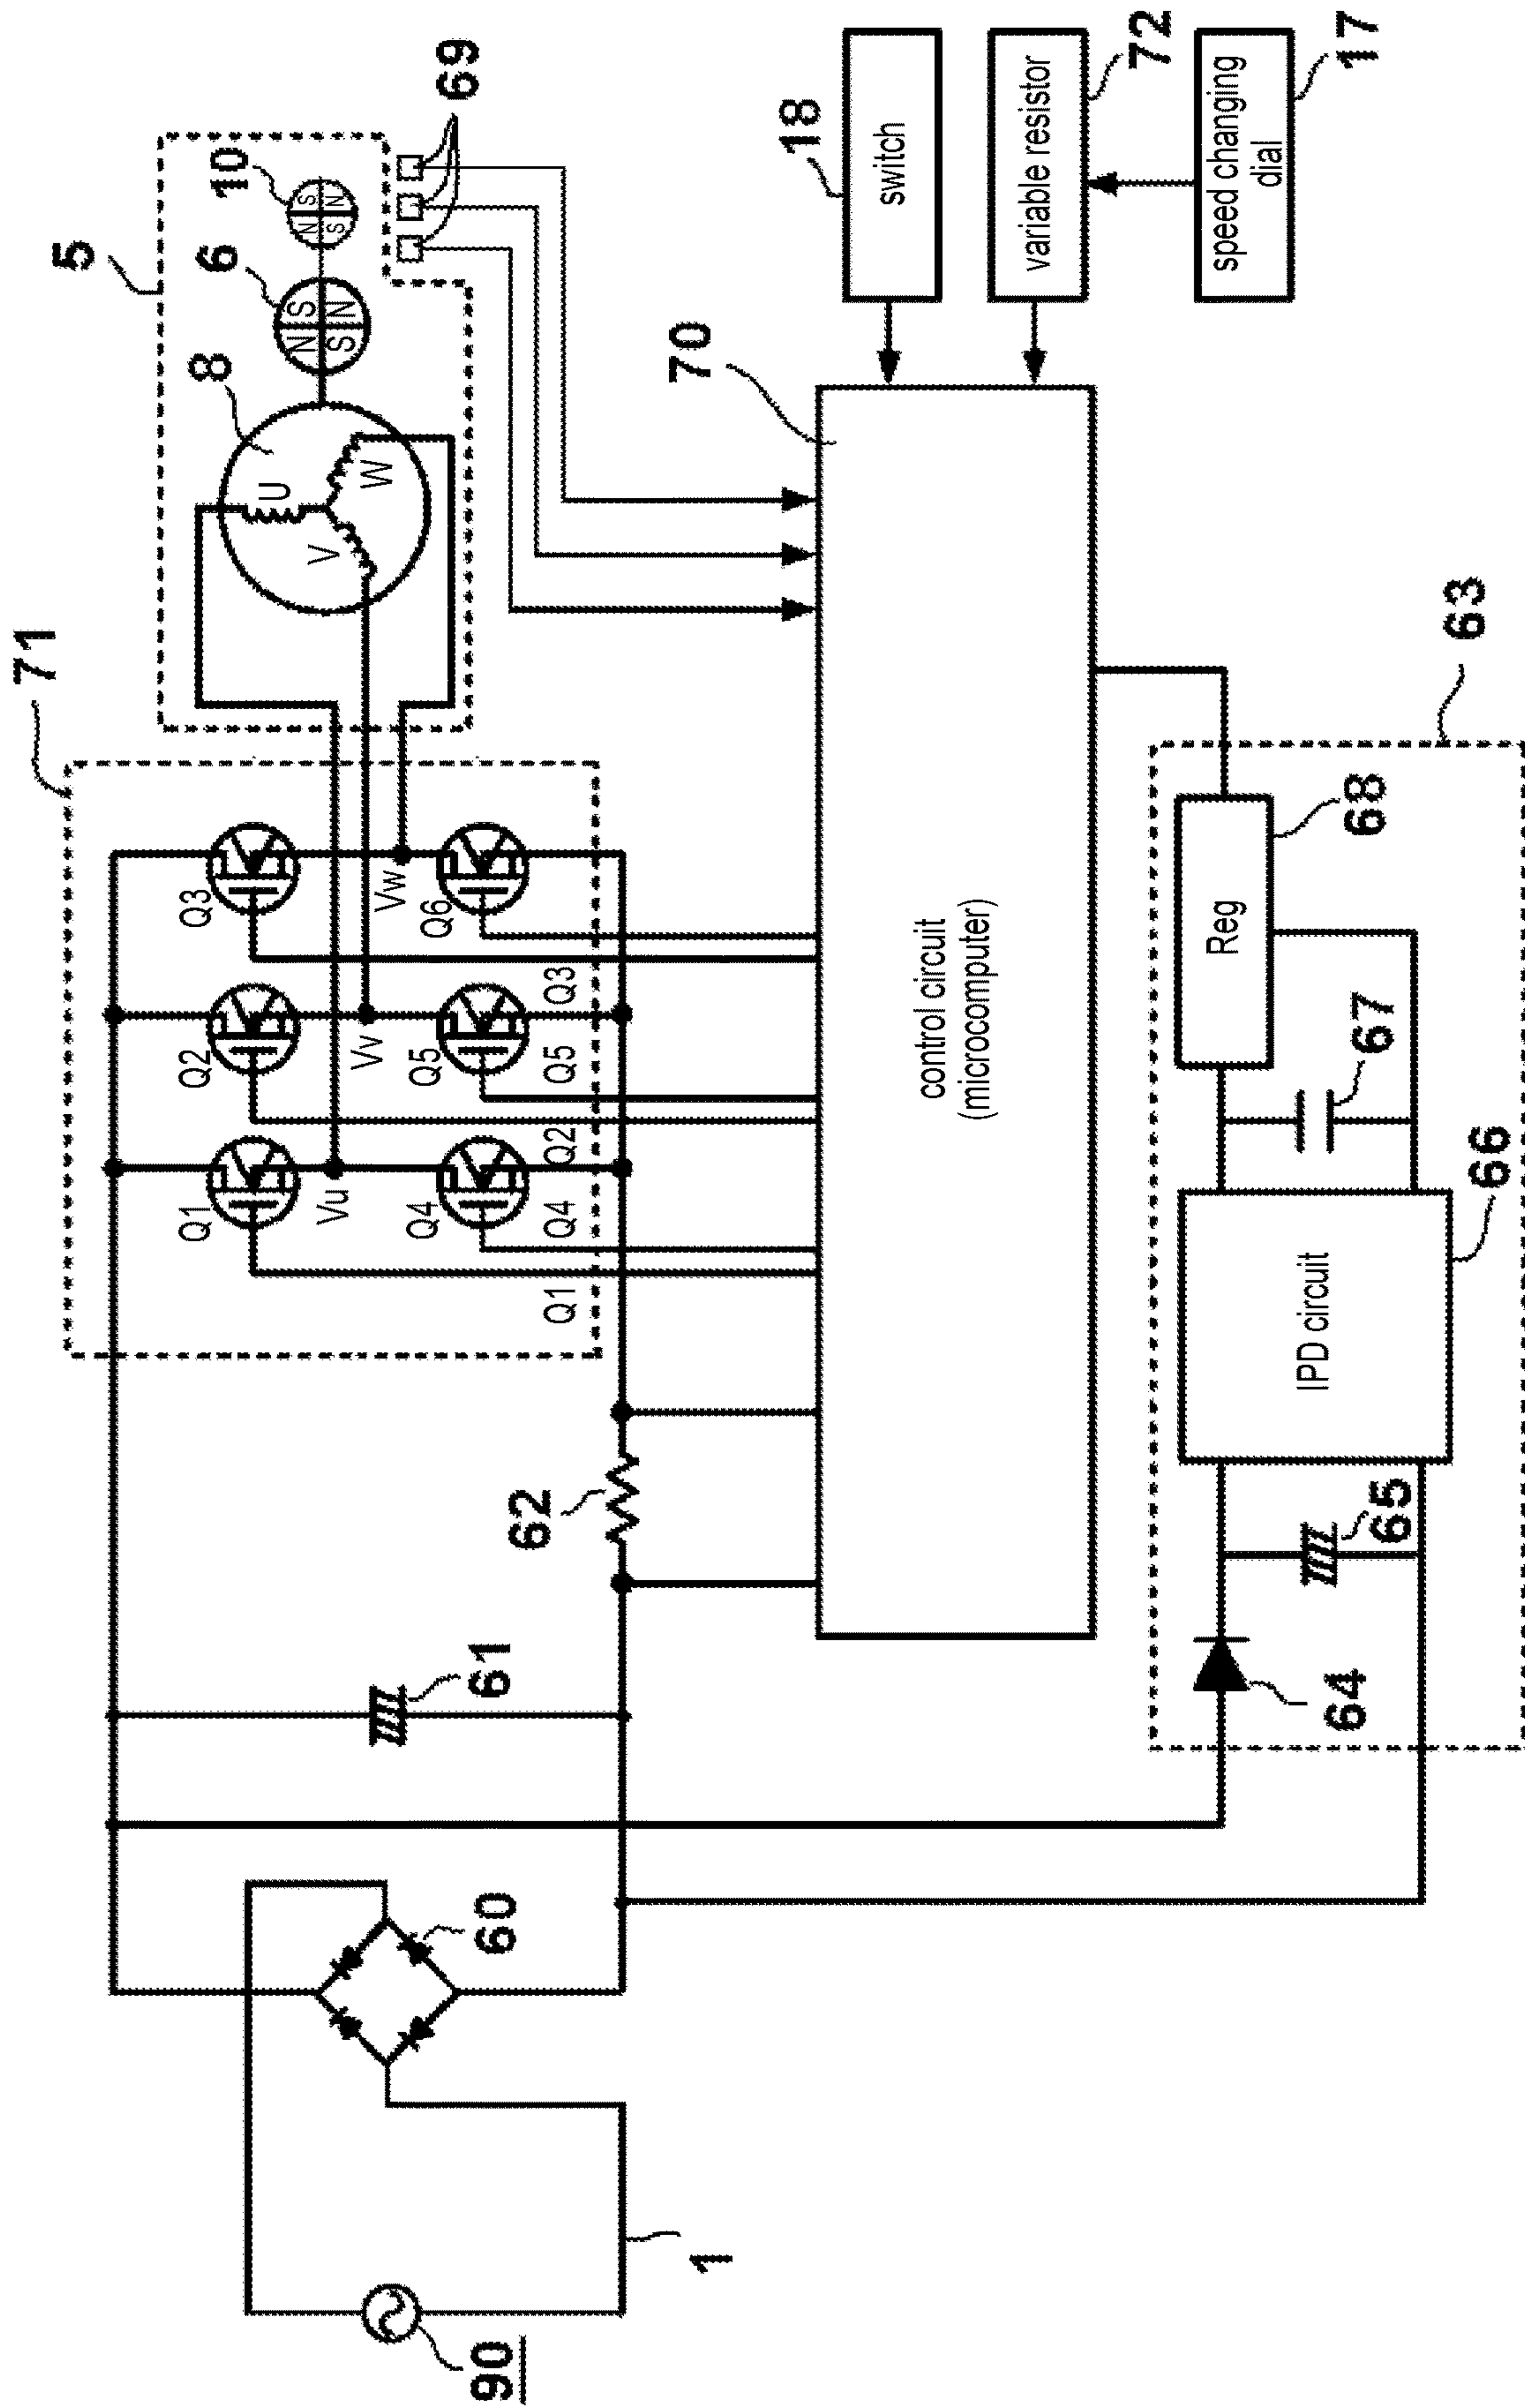 71
5
8
6
10
69
N
S
S
N
N
S
S
N
U
V
W
Q1
Q2
Q3
Vu
Vv
Vw
Q4
Q5
Q6
Q1
Q4
Q2
Q5
Q3
90
1
60
61
62
70
control circuit
(microcomputer)
18
switch
variable resistor
72
speed changing
dial
17
63
64
65
IPD circuit
66
67
Reg
68